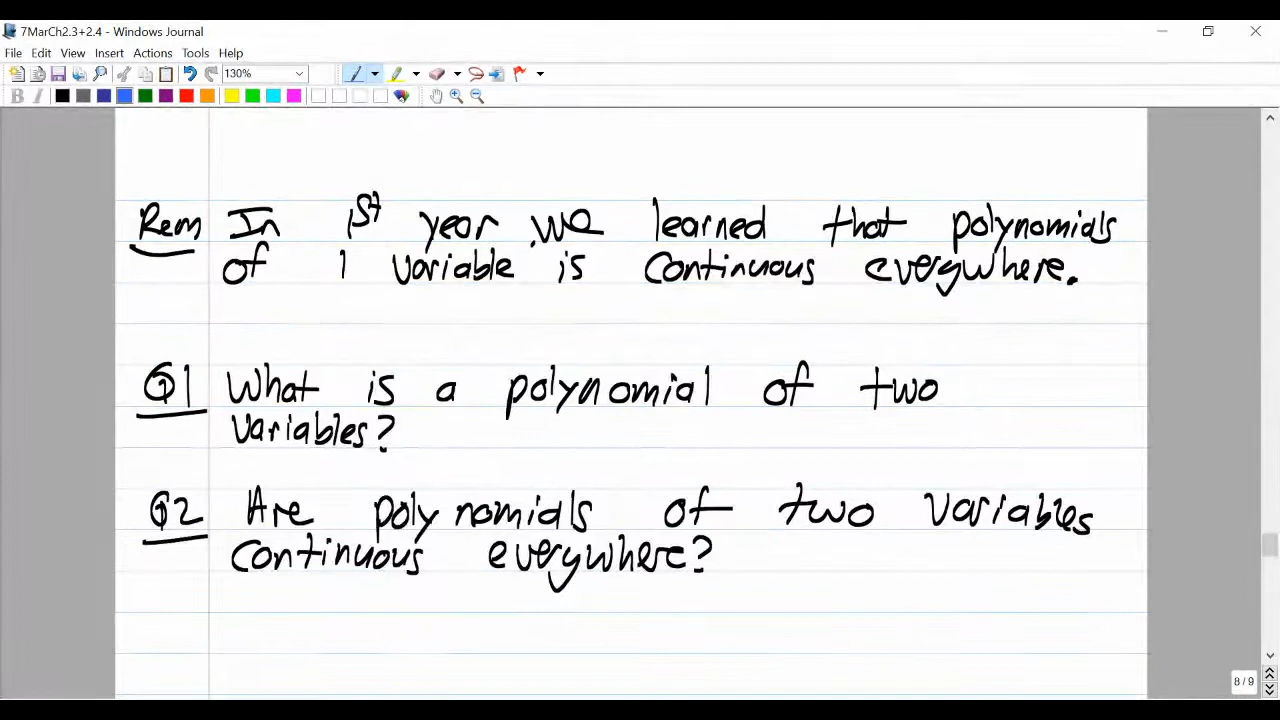 7MarCh2.3+2.4 - Windows Journal
File Edit View Insert Actions Tools Help
130%
B I
Rem In 1st year we learned that polynomials
of 1 variable is continuous everywhere.
Q1 What is a polynomial of two
variables?
Q2 Are polynomials of two variables
continuous everywhere?
8 / 9